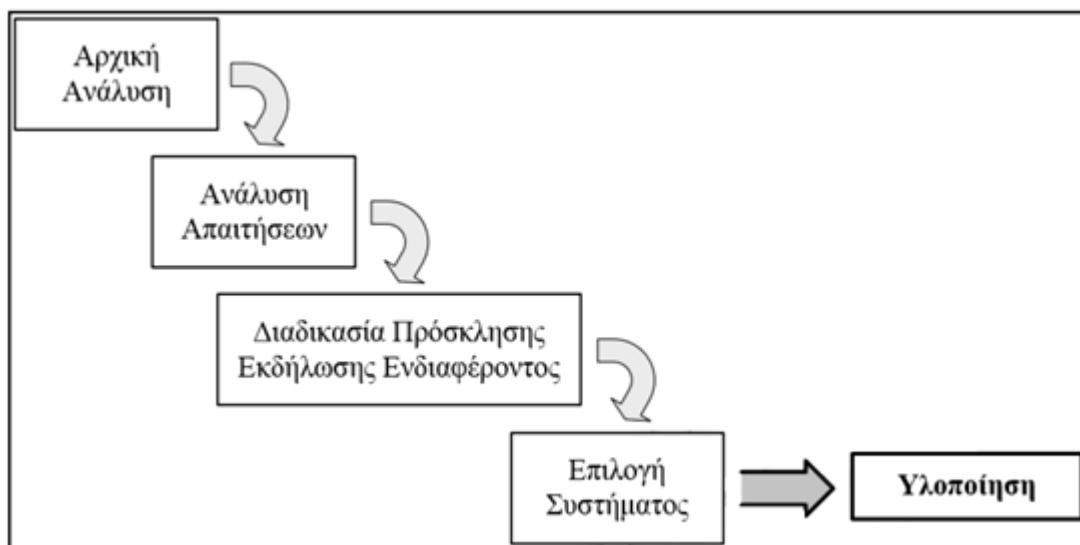 Αρχική
Ανάλυση
Ανάλυση
Απαιτήσεων
Διαδικασία Πρόσκλησης
Εκδήλωσης Ενδιαφέροντος
Επιλογή
Συστήματος
Υλοποίηση